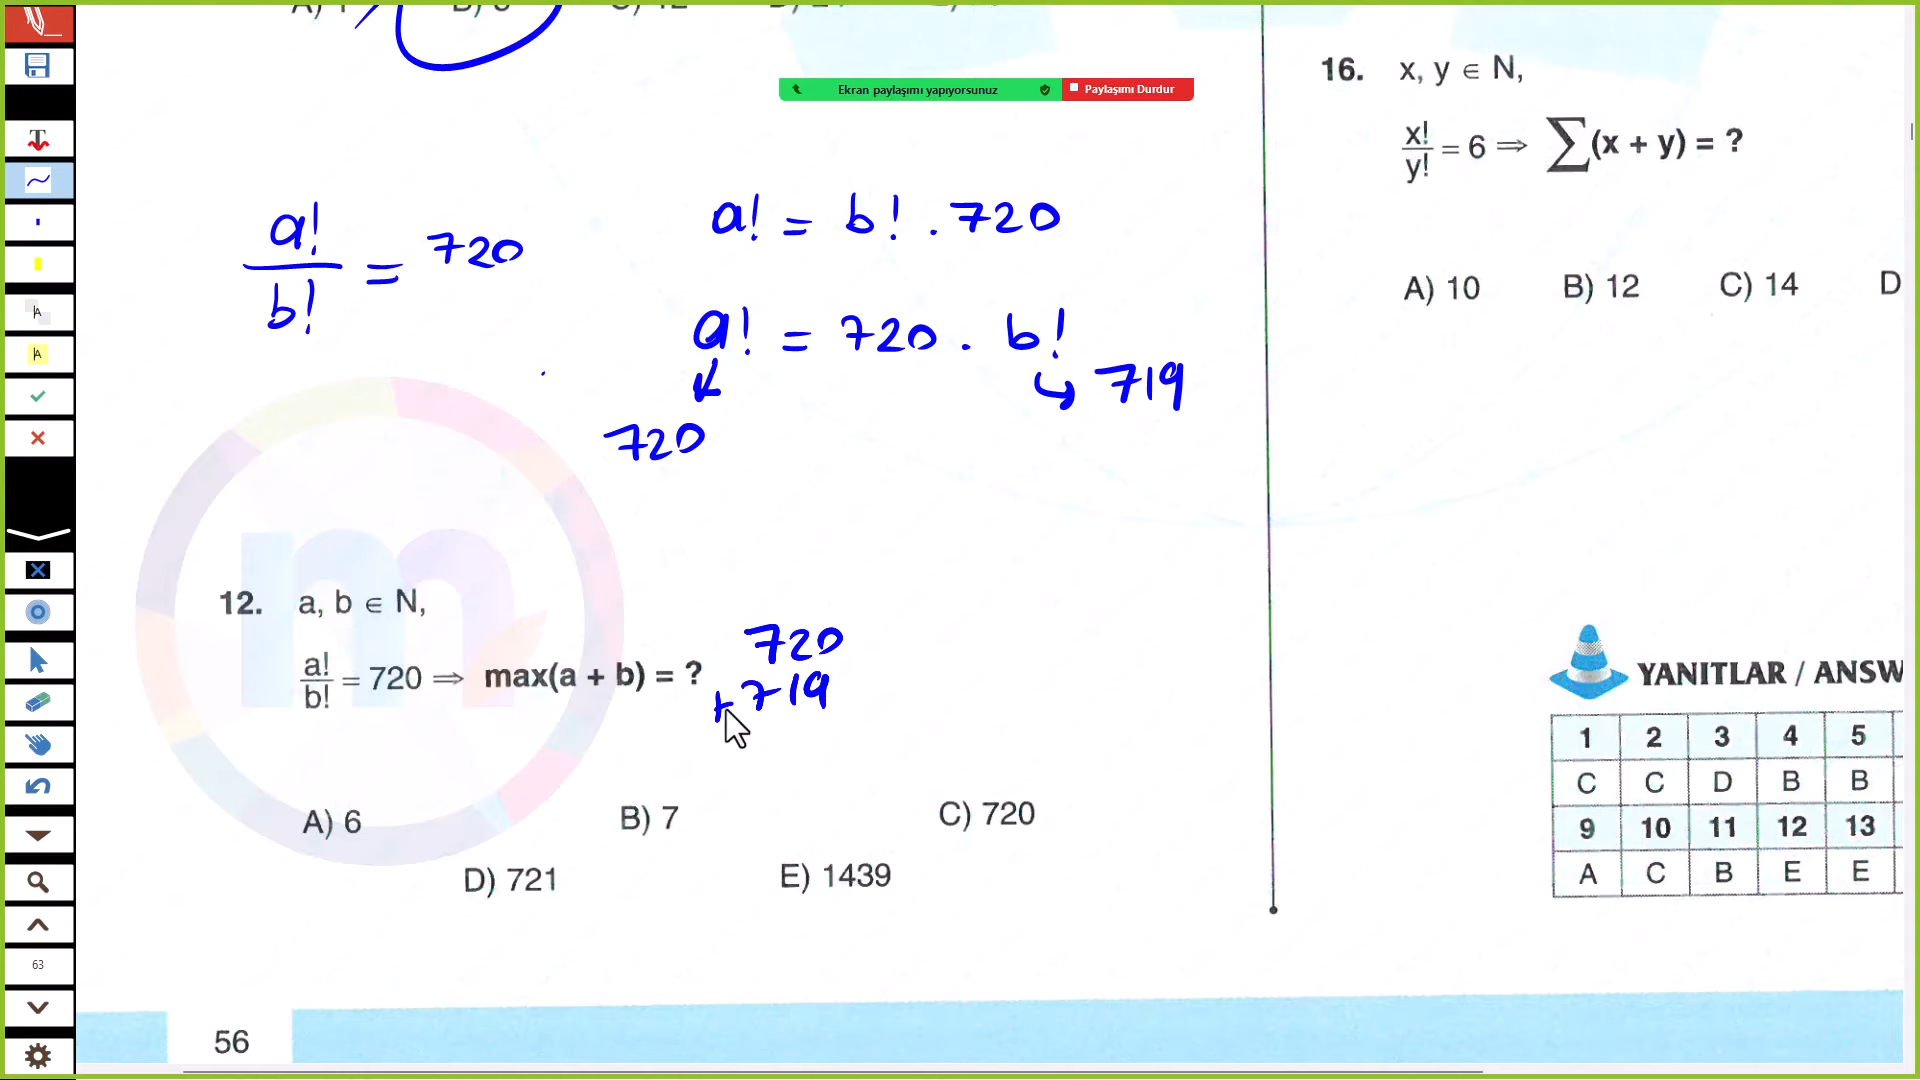 Ekran paylaşımı yapıyorsunuz
Paylaşımı Durdur
a!/b! = 720
a! = b! . 720
a! = 720 . b!
720
719
12. a, b ∈ N,
a!/b! = 720 ⇒ max(a + b) = ?
720
+ 719
A) 6 B) 7 C) 720
D) 721 E) 1439
56
16. x, y ∈ N,
x!/y! = 6 ⇒ ∑(x + y) = ?
A) 10 B) 12 C) 14 D
YANITLAR / ANSW
1 2 3 4 5
C C D B B
9 10 11 12 13
A C B E E
63